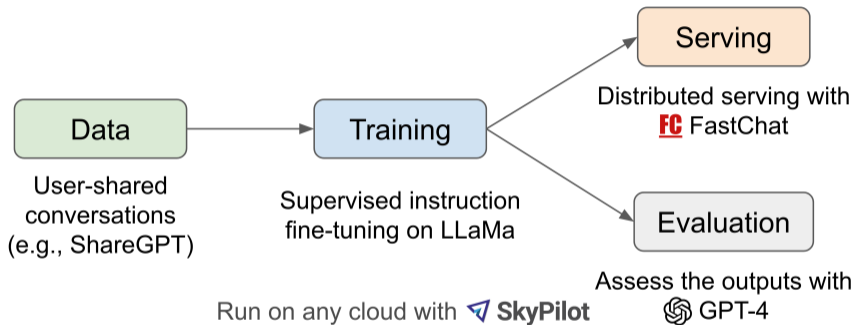 Data
User-shared
conversations
(e.g., ShareGPT)
Training
Supervised instruction
fine-tuning on LLaMa
Serving
Distributed serving with
FC FastChat
Evaluation
Assess the outputs with
GPT-4
Run on any cloud with SkyPilot